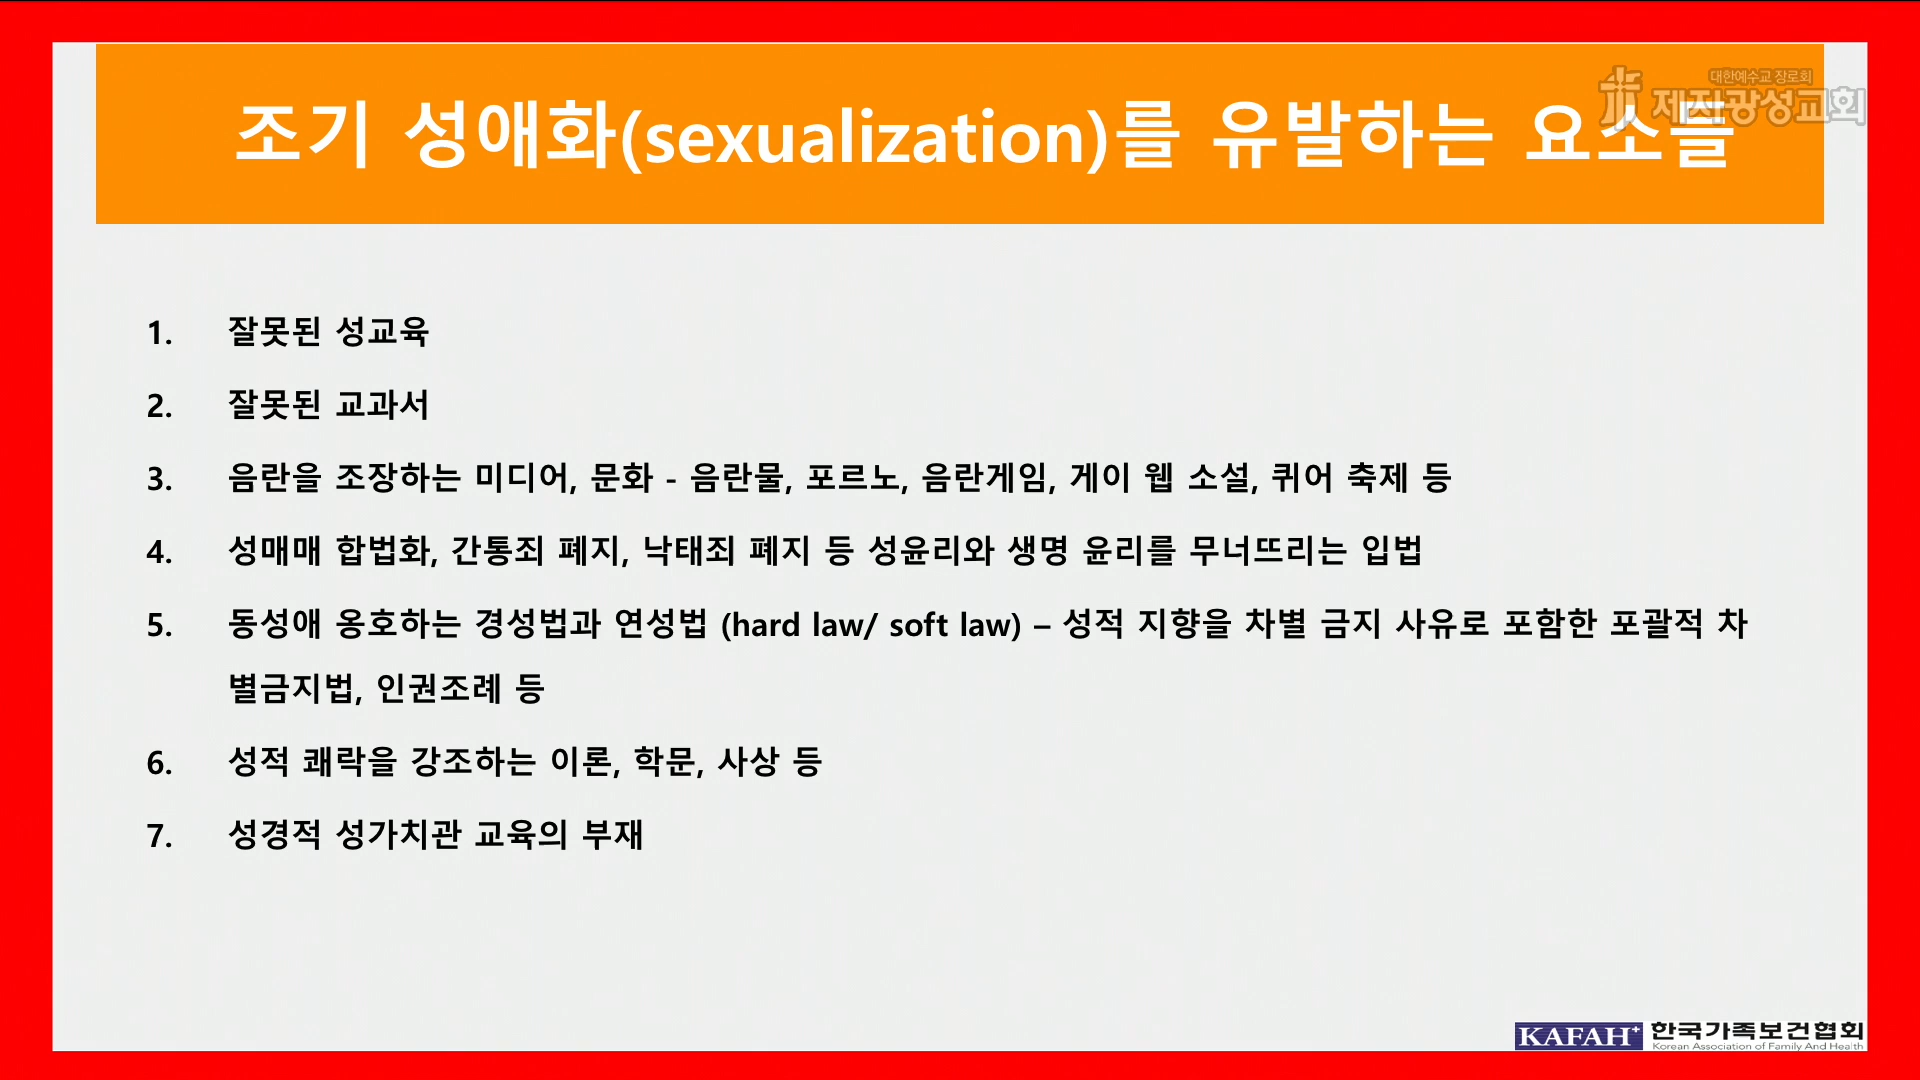 대한예수교 장로회
제자광성교회
조기 성애화(sexualization)를 유발하는 요소들
1. 잘못된 성교육
2. 잘못된 교과서
3. 음란을 조장하는 미디어, 문화 - 음란물, 포르노, 음란게임, 게이 웹 소설, 퀴어 축제 등
4. 성매매 합법화, 간통죄 폐지, 낙태죄 폐지 등 성윤리와 생명 윤리를 무너뜨리는 입법
5. 동성애 옹호하는 경성법과 연성법 (hard law/ soft law) – 성적 지향을 차별 금지 사유로 포함한 포괄적 차
별금지법, 인권조례 등
6. 성적 쾌락을 강조하는 이론, 학문, 사상 등
7. 성경적 성가치관 교육의 부재
KAFAH+ 한국가족보건협회
Korean Association of Family And Health